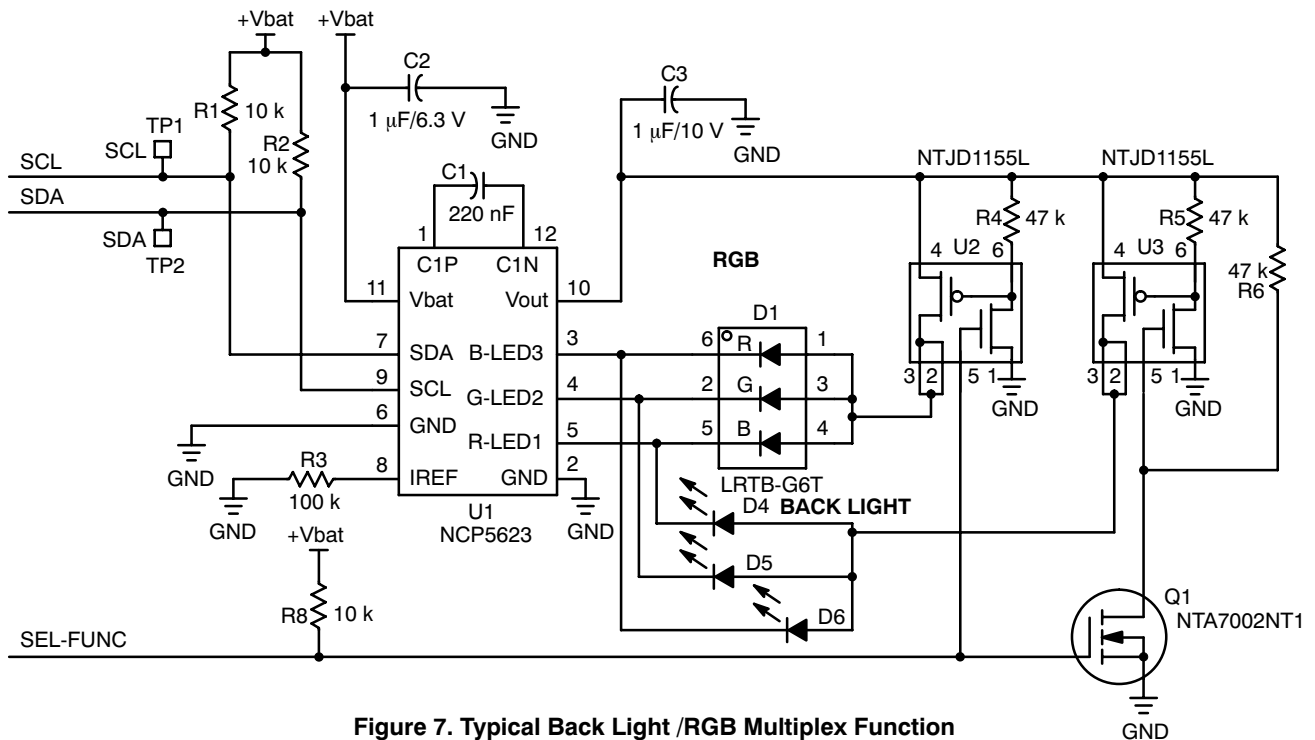 +Vbat
+Vbat
C2
1 μF/6.3 V
GND
C3
1 μF/10 V
GND
R1
10 k
R2
10 k
TP1
SCL
SCL
SDA
SDA
TP2
C1
220 nF
1
12
C1P
C1N
11
Vbat
Vout
10
7
SDA
B-LED3
3
9
SCL
G-LED2
4
6
GND
R-LED1
5
8
IREF
GND
2
GND
GND
R3
100 k
GND
U1
NCP5623
RGB
D1
6
R
1
2
G
3
5
B
4
LRTB-G6T
D4
BACK LIGHT
D5
D6
NTJD1155L
NTJD1155L
R4
47 k
U2
4
6
3
2
5
1
GND
R5
47 k
U3
4
6
3
2
5
1
GND
47 k
R6
+Vbat
R8
10 k
SEL-FUNC
Q1
NTA7002NT1
GND
Figure 7. Typical Back Light /RGB Multiplex Function